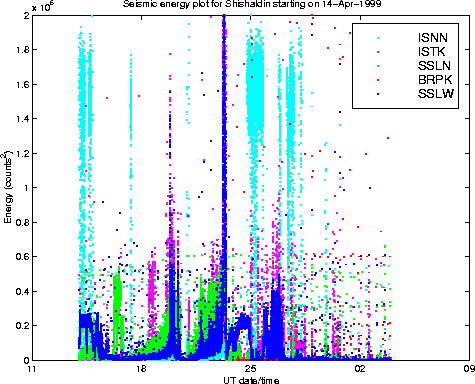 Seismic energy plot for Shishaldin starting on 14-Apr-1999
x 10^6
2
1.8
1.6
1.4
1.2
1
0.8
0.6
0.4
0.2
0
Energy (counts^2)
ISNN
ISTK
SSLN
BRPK
SSLW
11 18 25 02 09
UT date/time